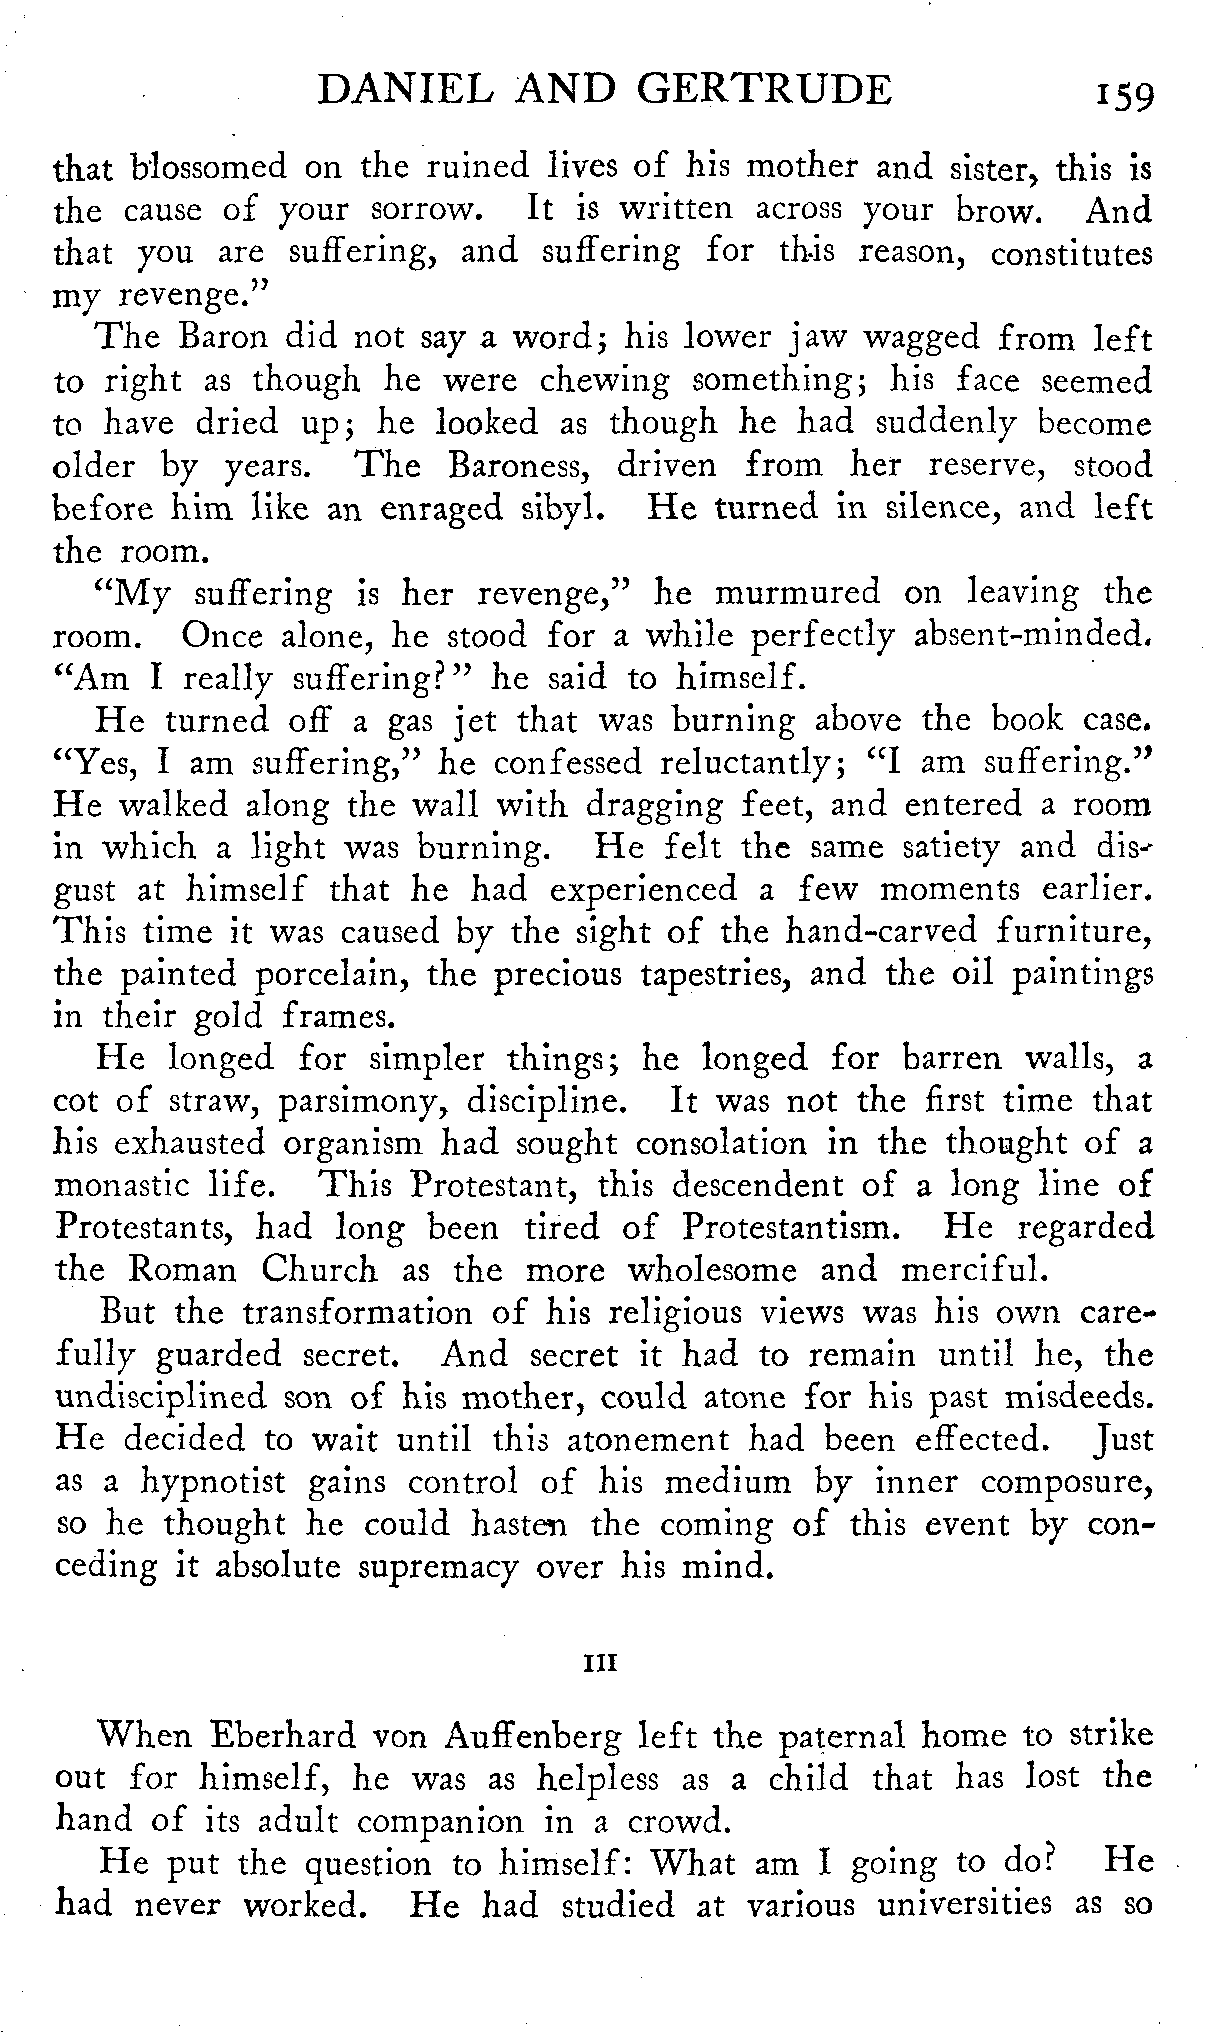 DANIEL AND GERTRUDE 159
that blossomed on the ruined lives of his mother and sister, this is
the cause of your sorrow. It is written across your brow. And
that you are suffering, and suffering for this reason, constitutes
my revenge."
The Baron did not say a word; his lower jaw wagged from left
to right as though he were chewing something; his face seemed
to have dried up; he looked as though he had suddenly become
older by years. The Baroness, driven from her reserve, stood
before him like an enraged sibyl. He turned in silence, and left
the room.
"My suffering is her revenge," he murmured on leaving the
room. Once alone, he stood for a while perfectly absent-minded.
"Am I really suffering?" he said to himself.
He turned off a gas jet that was burning above the book case.
"Yes, I am suffering," he confessed reluctantly; "I am suffering."
He walked along the wall with dragging feet, and entered a room
in which a light was burning. He felt the same satiety and dis-
gust at himself that he had experienced a few moments earlier.
This time it was caused by the sight of the hand-carved furniture,
the painted porcelain, the precious tapestries, and the oil paintings
in their gold frames.
He longed for simpler things; he longed for barren walls, a
cot of straw, parsimony, discipline. It was not the first time that
his exhausted organism had sought consolation in the thought of a
monastic life. This Protestant, this descendent of a long line of
Protestants, had long been tired of Protestantism. He regarded
the Roman Church as the more wholesome and merciful.
But the transformation of his religious views was his own care-
fully guarded secret. And secret it had to remain until he, the
undisciplined son of his mother, could atone for his past misdeeds.
He decided to wait until this atonement had been effected. Just
as a hypnotist gains control of his medium by inner composure,
so he thought he could hasten the coming of this event by con-
ceding it absolute supremacy over his mind.
III
When Eberhard von Auffenberg left the paternal home to strike
out for himself, he was as helpless as a child that has lost the
hand of its adult companion in a crowd.
He put the question to himself: What am I going to do? He
had never worked. He had studied at various universities as so